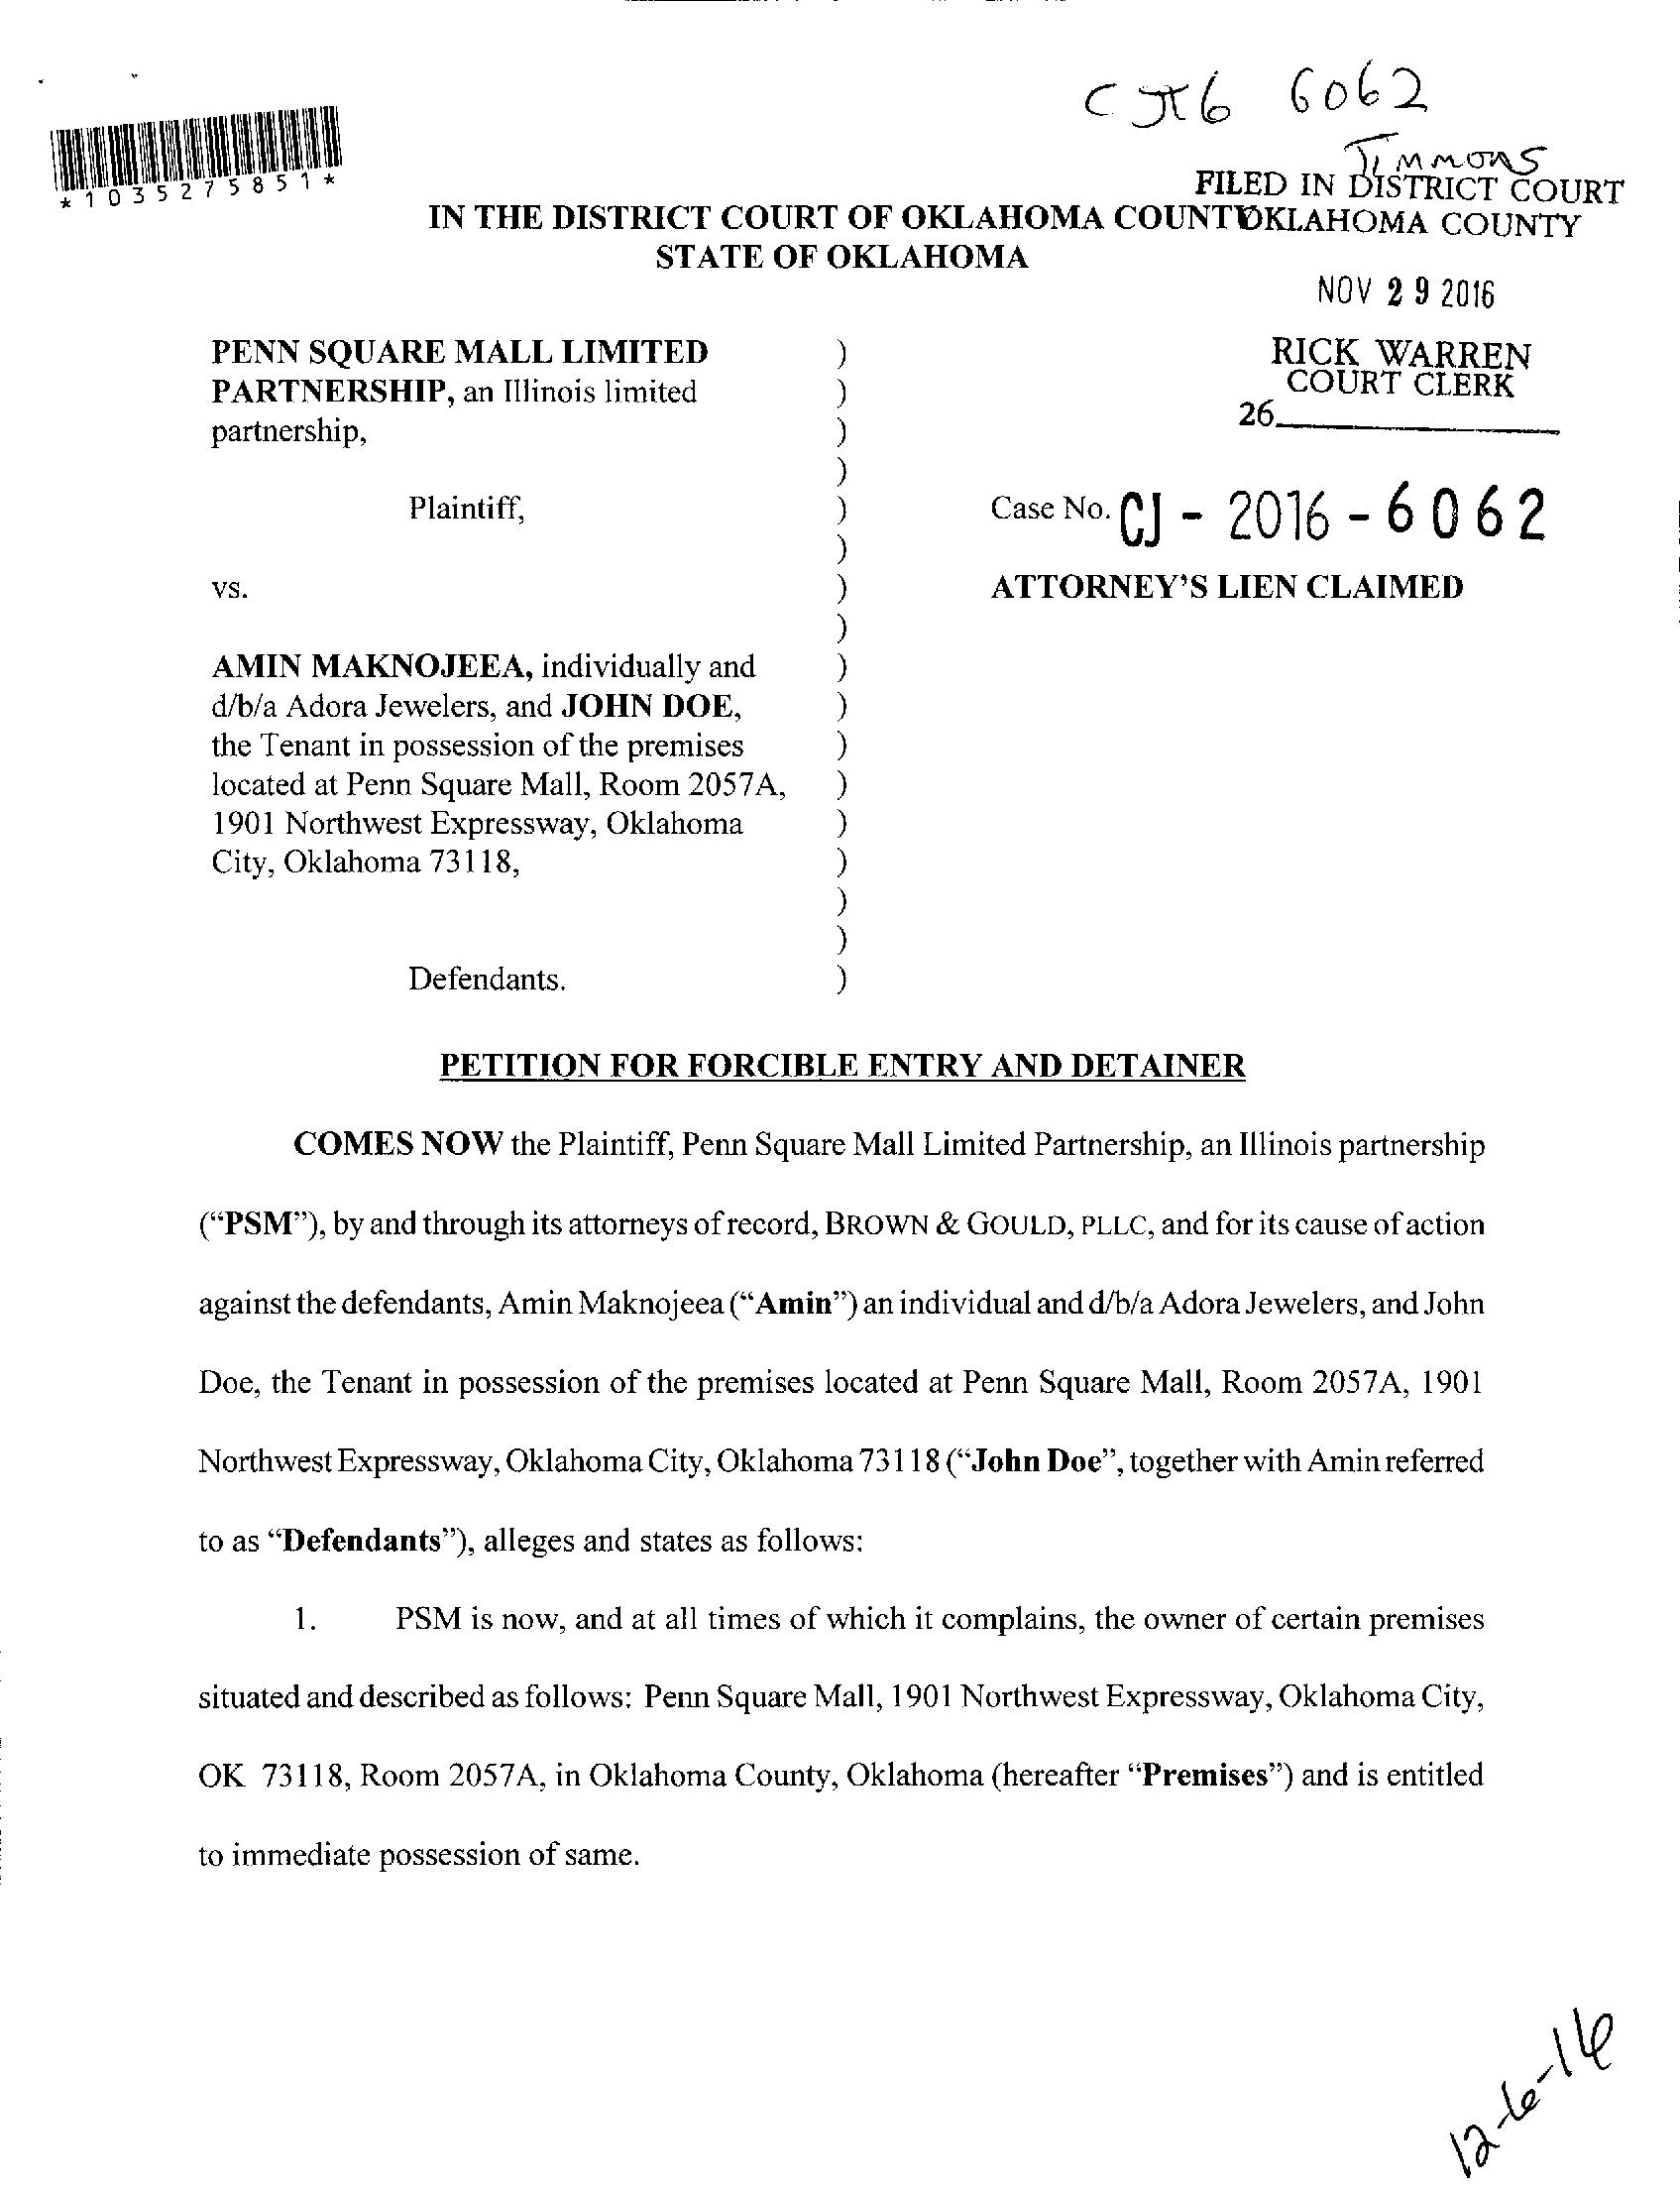 CJ16 6062
Timmons
*1035275851*
FILED IN DISTRICT COURT
OKLAHOMA COUNTY
IN THE DISTRICT COURT OF OKLAHOMA COUNTY
STATE OF OKLAHOMA
NOV 29 2016
RICK WARREN
COURT CLERK
26
PENN SQUARE MALL LIMITED )
PARTNERSHIP, an Illinois limited )
partnership, )
)
Plaintiff, ) Case No. CJ - 2016 - 6062
)
vs. ) ATTORNEY'S LIEN CLAIMED
)
AMIN MAKNOJEEA, individually and )
d/b/a Adora Jewelers, and JOHN DOE, )
the Tenant in possession of the premises )
located at Penn Square Mall, Room 2057A, )
1901 Northwest Expressway, Oklahoma )
City, Oklahoma 73118, )
)
)
Defendants. )
PETITION FOR FORCIBLE ENTRY AND DETAINER
COMES NOW the Plaintiff, Penn Square Mall Limited Partnership, an Illinois partnership
("PSM"), by and through its attorneys of record, BROWN & GOULD, PLLC, and for its cause of action
against the defendants, Amin Maknojeea ("Amin") an individual and d/b/a Adora Jewelers, and John
Doe, the Tenant in possession of the premises located at Penn Square Mall, Room 2057A, 1901
Northwest Expressway, Oklahoma City, Oklahoma 73118 ("John Doe", together with Amin referred
to as "Defendants"), alleges and states as follows:
1. PSM is now, and at all times of which it complains, the owner of certain premises
situated and described as follows: Penn Square Mall, 1901 Northwest Expressway, Oklahoma City,
OK 73118, Room 2057A, in Oklahoma County, Oklahoma (hereafter "Premises") and is entitled
to immediate possession of same.
12-6-16